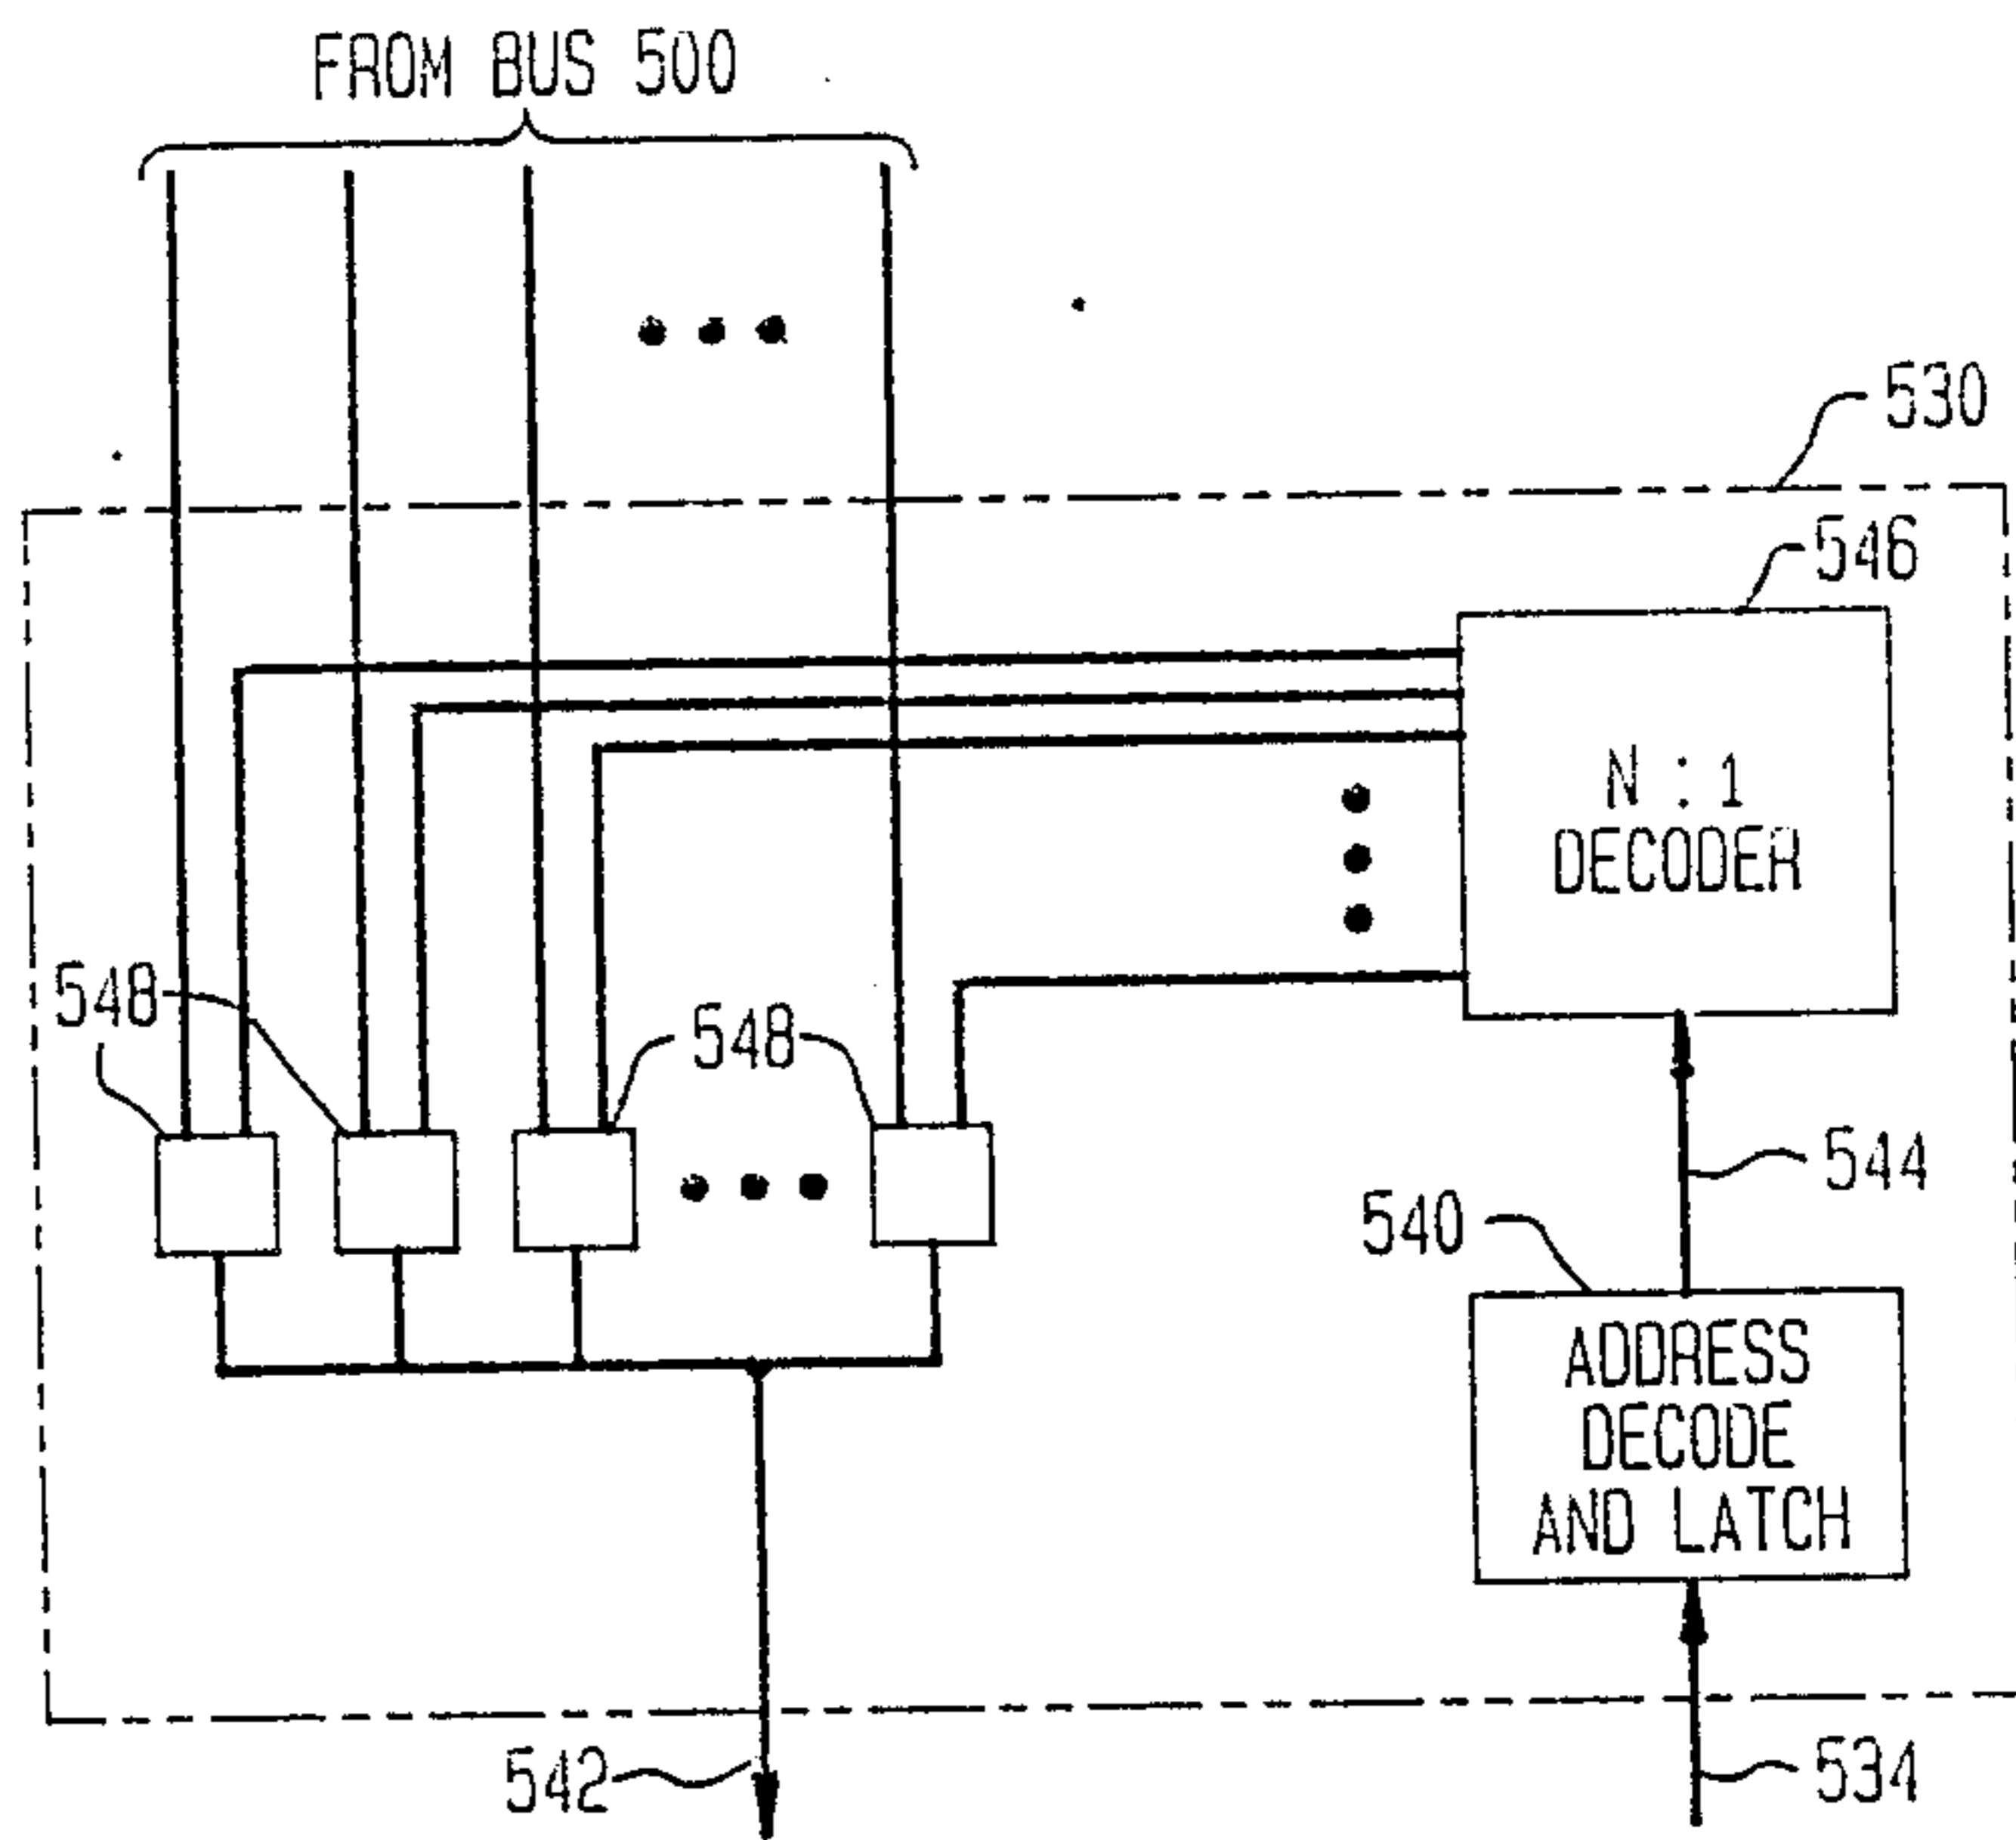 FROM BUS 500
530
546
N : 1
DECODER
548
548
544
540
ADDRESS
DECODE
AND LATCH
542
534